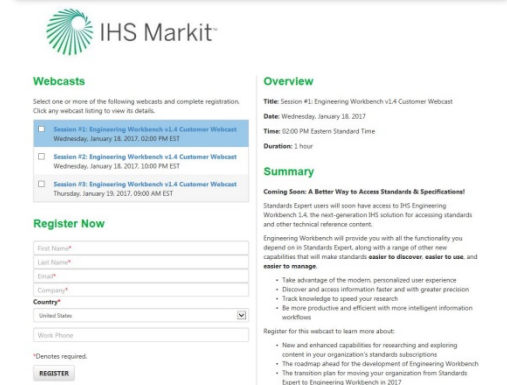 IHS Markit™
Webcasts
Select one or more of the following webcasts and complete registration.
Click any webcast listing to view its details.
Session #1: Engineering Workbench v1.4 Customer Webcast
Wednesday, January 18, 2017, 02:00 PM EST
Session #2: Engineering Workbench v1.4 Customer Webcast
Wednesday, January 18, 2017, 10:00 PM EST
Session #3: Engineering Workbench v1.4 Customer Webcast
Thursday, January 19, 2017, 09:00 AM EST
Register Now
First Name*
Last Name*
Email*
Company*
Country*
United States
Work Phone
*Denotes required.
REGISTER
Overview
Title: Session #1: Engineering Workbench v1.4 Customer Webcast
Date: Wednesday, January 18, 2017
Time: 02:00 PM Eastern Standard Time
Duration: 1 hour
Summary
Coming Soon: A Better Way to Access Standards & Specifications!
Standards Expert users will soon have access to IHS Engineering
Workbench 1.4, the next-generation IHS solution for accessing standards
and other technical reference content.
Engineering Workbench will provide you with all the functionality you
depend on in Standards Expert, along with a range of other new
capabilities that will make standards easier to discover, easier to use, and
easier to manage.
• Take advantage of the modern, personalized user experience
• Discover and access information faster and with greater precision
• Track knowledge to speed your research
• Be more productive and efficient with more intelligent information
workflows
Register for this webcast to learn more about:
• New and enhanced capabilities for researching and exploring
content in your organization's standards subscriptions
• The roadmap ahead for the development of Engineering Workbench
• The transition plan for moving your organization from Standards
Expert to Engineering Workbench in 2017